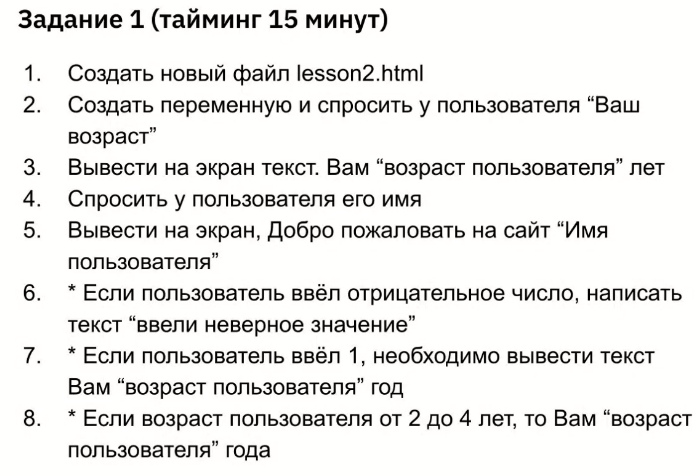 Задание 1 (тайминг 15 минут)
1. Создать новый файл lesson2.html
2. Создать переменную и спросить у пользователя “Ваш
возраст”
3. Вывести на экран текст. Вам “возраст пользователя” лет
4. Спросить у пользователя его имя
5. Вывести на экран, Добро пожаловать на сайт “Имя
пользователя”
6. * Если пользователь ввёл отрицательное число, написать
текст “ввели неверное значение”
7. * Если пользователь ввёл 1, необходимо вывести текст
Вам “возраст пользователя” год
8. * Если возраст пользователя от 2 до 4 лет, то Вам “возраст
пользователя” года